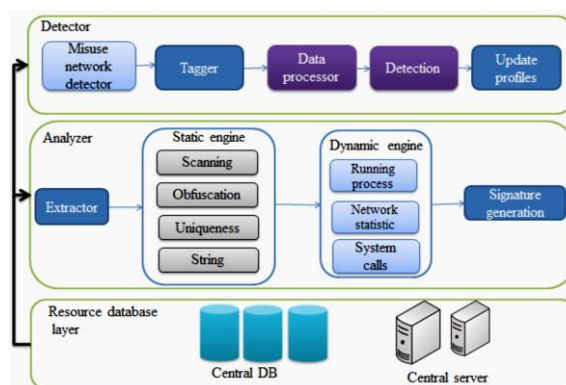 Detector
Misuse
network
detector
Tagger
Data
processor
Detection
Update
profiles
Analyzer
Extractor
Static engine
Scanning
Obfuscation
Uniqueness
String
Dynamic engine
Running
process
Network
statistic
System
calls
Signature
generation
Resource database
layer
Central DB
Central server